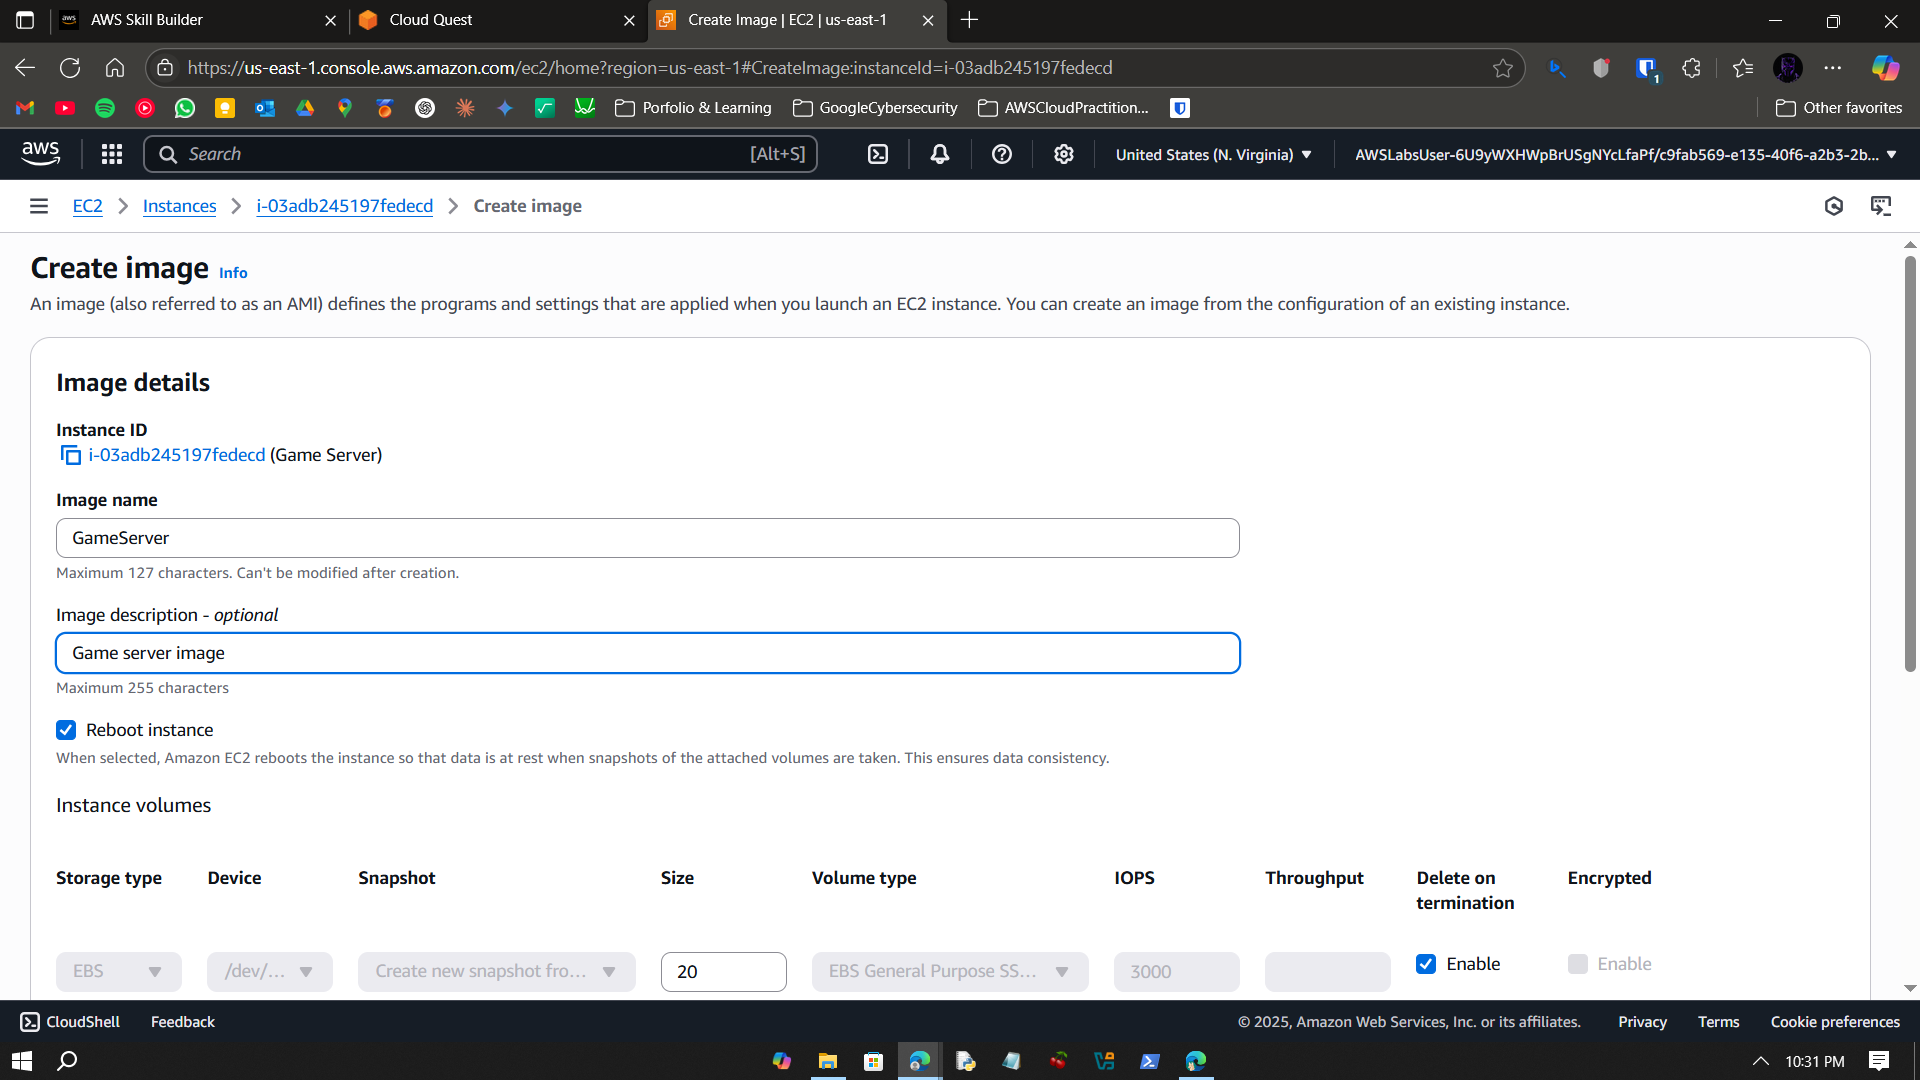 AWS Skill Builder
Cloud Quest
Create Image | EC2 | us-east-1
https://us-east-1.console.aws.amazon.com/ec2/home?region=us-east-1#CreateImage:instanceId=i-03adb245197fedecd
1
Porfolio & Learning
GoogleCybersecurity
AWSCloudPractition...
Other favorites
aws
Search
[Alt+S]
United States (N. Virginia)
AWSLabsUser-6U9yWXHWpBrUSgNYcLfaPf/c9fab569-e135-40f6-a2b3-2b...
EC2
Instances
i-03adb245197fedecd
Create image
Create image Info
An image (also referred to as an AMI) defines the programs and settings that are applied when you launch an EC2 instance. You can create an image from the configuration of an existing instance.
Image details
Instance ID
i-03adb245197fedecd (Game Server)
Image name
GameServer
Maximum 127 characters. Can't be modified after creation.
Image description - optional
Game server image
Maximum 255 characters
Reboot instance
When selected, Amazon EC2 reboots the instance so that data is at rest when snapshots of the attached volumes are taken. This ensures data consistency.
Instance volumes
Storage type
Device
Snapshot
Size
Volume type
IOPS
Throughput
Delete on
termination
Encrypted
EBS
/dev/...
Create new snapshot fro...
20
EBS General Purpose SS...
3000
Enable
Enable
CloudShell
Feedback
© 2025, Amazon Web Services, Inc. or its affiliates.
Privacy
Terms
Cookie preferences
10:31 PM